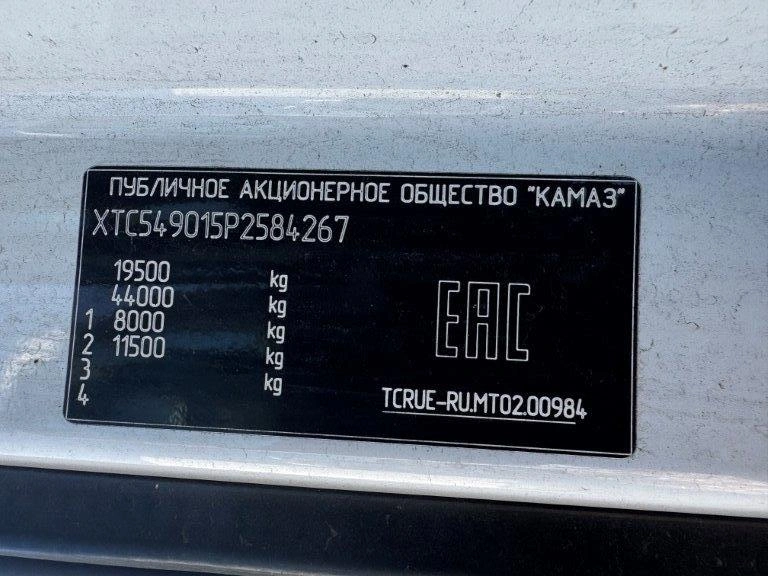 ПУБЛИЧНОЕ АКЦИОНЕРНОЕ ОБЩЕСТВО "КАМАЗ"
XTC549015P2584267
19500 kg
44000 kg
1 8000 kg
2 11500 kg
3 kg
4
EAC
TCRUE-RU.MT02.00984